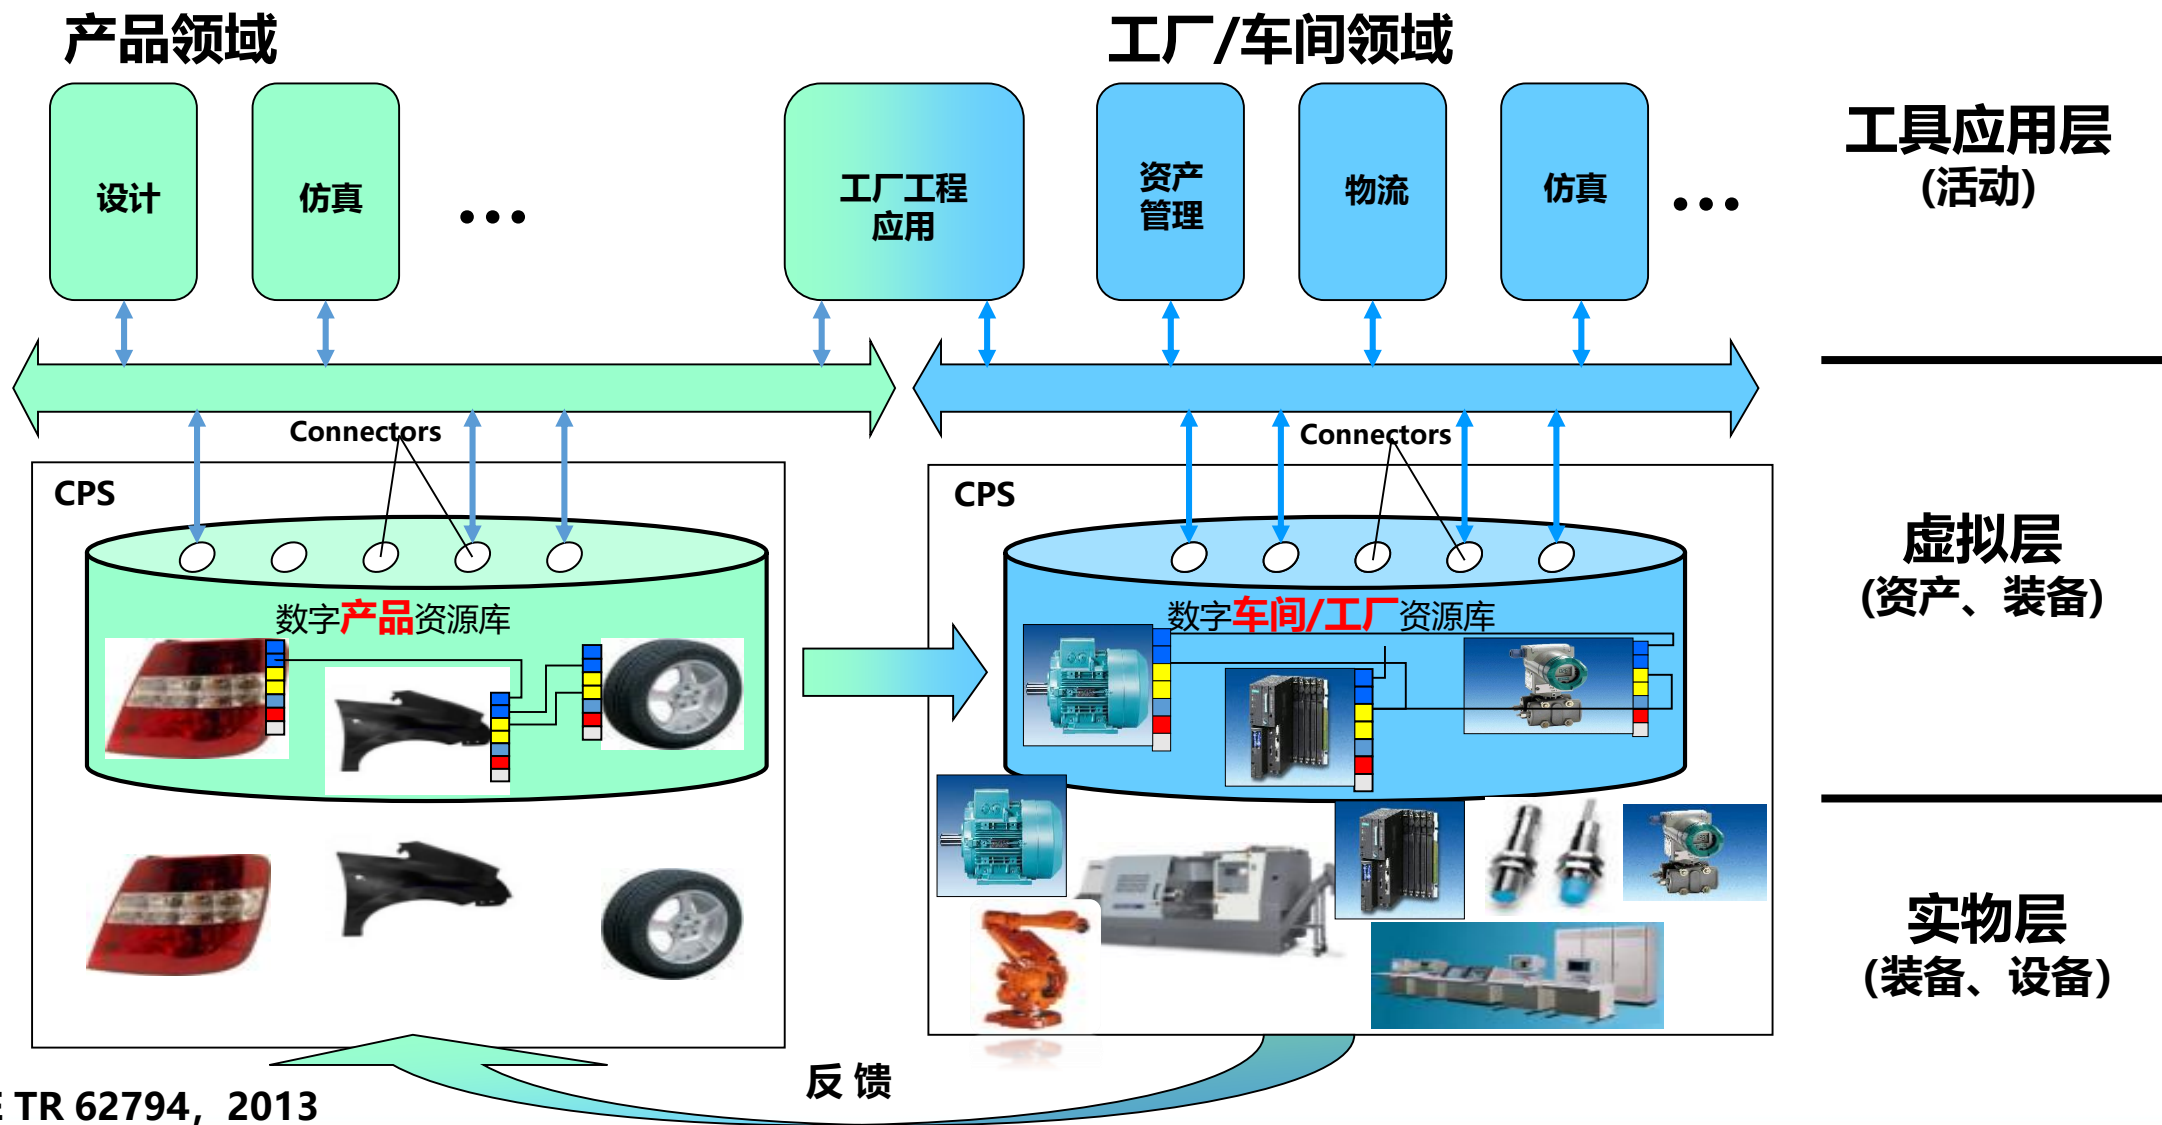 产品领域
工厂/车间领域
设计
仿真
...
工厂工程
应用
资产
管理
物流
仿真
...
工具应用层
(活动)
Connectors
Connectors
CPS
CPS
数字产品资源库
数字车间/工厂资源库
虚拟层
(资产、装备)
实物层
(装备、设备)
反 馈
TR 62794, 2013